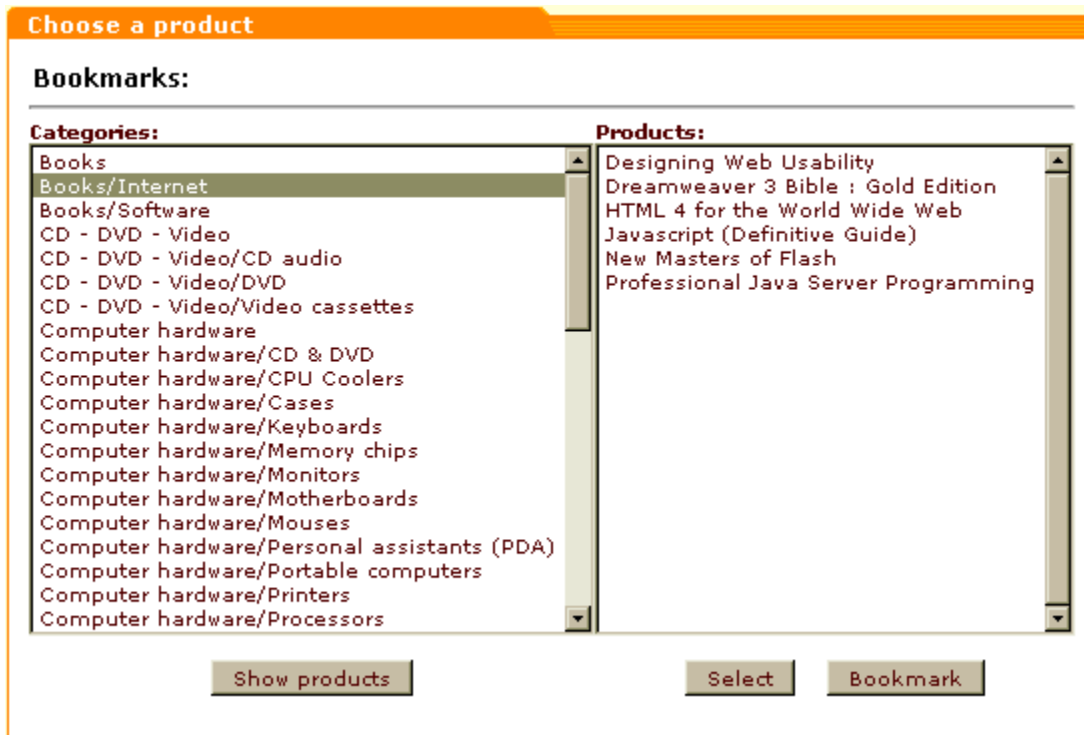 Choose a product
Bookmarks:
Categories:
Books
Books/Internet
Books/Software
CD - DVD - Video
CD - DVD - Video/CD audio
CD - DVD - Video/DVD
CD - DVD - Video/Video cassettes
Computer hardware
Computer hardware/CD & DVD
Computer hardware/CPU Coolers
Computer hardware/Cases
Computer hardware/Keyboards
Computer hardware/Memory chips
Computer hardware/Monitors
Computer hardware/Motherboards
Computer hardware/Mouses
Computer hardware/Personal assistants (PDA)
Computer hardware/Portable computers
Computer hardware/Printers
Computer hardware/Processors
Show products
Products:
Designing Web Usability
Dreamweaver 3 Bible : Gold Edition
HTML 4 for the World Wide Web
Javascript (Definitive Guide)
New Masters of Flash
Professional Java Server Programming
Select
Bookmark